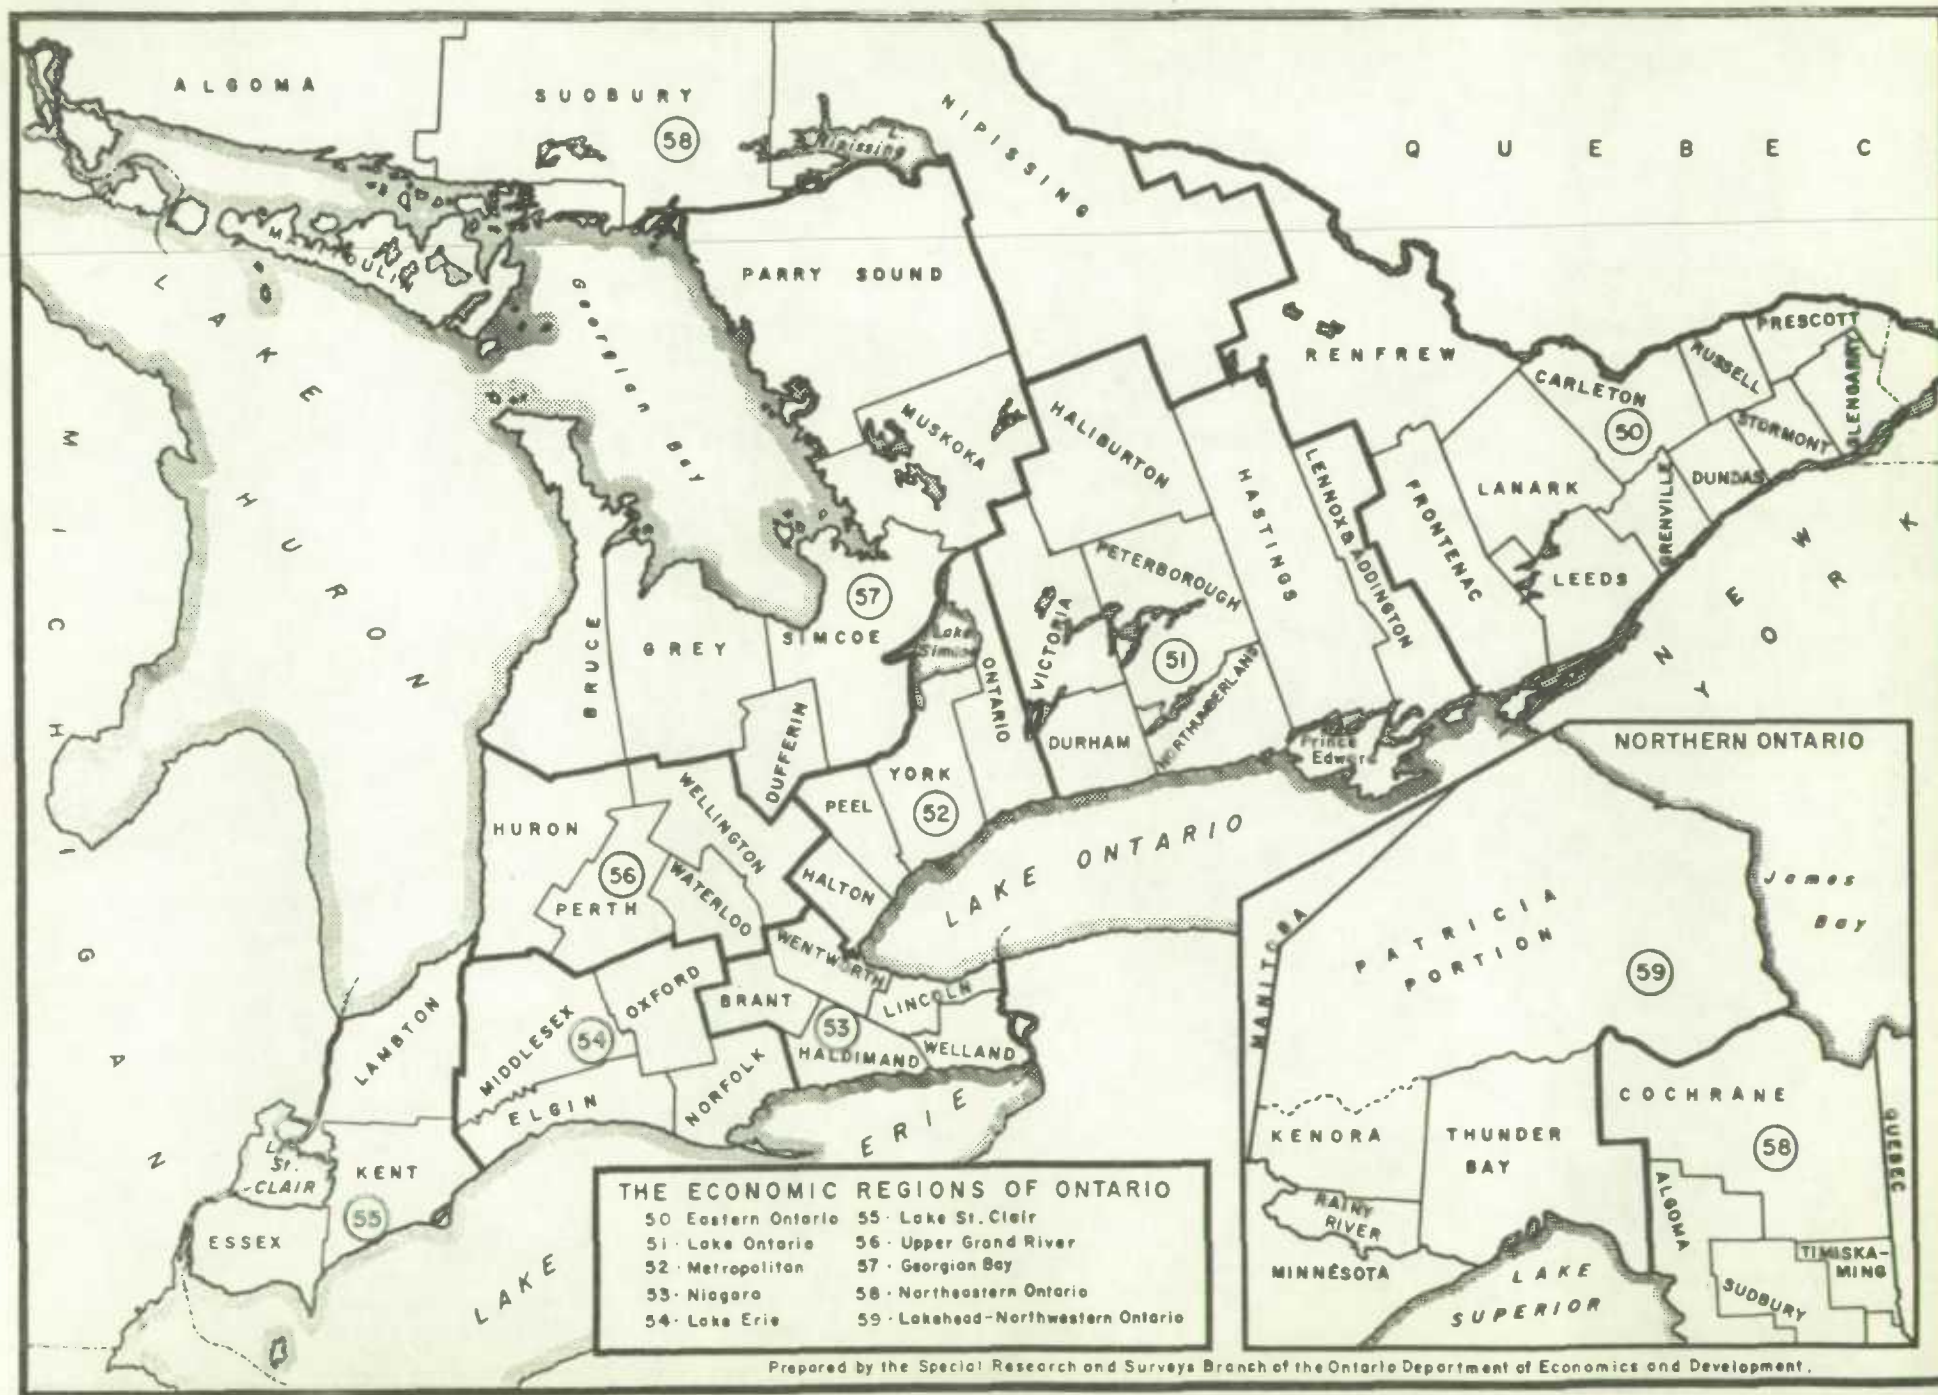 ALGOMA
SUDBURY
58
NIPISSING
L. Nipissing
QUEBEC
MANITOULIN
PARRY SOUND
LAKE HURON
Georgian Bay
MUSKOKA
HALIBURTON
RENFREW
CARLETON
50
RUSSELL
PRESCOTT
GLENGARRY
STORMONT
DUNDAS
GRENVILLE
LANARK
LEEDS
FRONTENAC
LENNOX & ADDINGTON
HASTINGS
PETERBOROUGH
51
VICTORIA
NORTHUMBERLAND
DURHAM
Prince
Edward
NEW YORK
MICHIGAN
57
SIMCOE
Lake
Simcoe
ONTARIO
BRUCE
GREY
DUFFERIN
YORK
52
PEEL
HALTON
LAKE ONTARIO
HURON
56
PERTH
WELLINGTON
WATERLOO
WENTWORTH
LINCOLN
WELLAND
HALDIMAND
53
BRANT
NORFOLK
OXFORD
MIDDLESEX
54
ELGIN
LAMBTON
KENT
55
L.
St.
CLAIR
ESSEX
LAKE ERIE
NORTHERN ONTARIO
James
Bay
MANITOBA
PATRICIA
PORTION
59
KENORA
THUNDER
BAY
RAINY
RIVER
MINNESOTA
LAKE
SUPERIOR
COCHRANE
58
QUEBEC
ALGOMA
TIMISKA-
MING
SUDBURY
THE ECONOMIC REGIONS OF ONTARIO
50 Eastern Ontario 55 · Lake St. Clair
51 · Lake Ontario 56 · Upper Grand River
52 · Metropolitan 57 · Georgian Bay
53 · Niagara 58 · Northeastern Ontario
54 · Lake Erie 59 · Lakehead-Northwestern Ontario
Prepared by the Special Research and Surveys Branch of the Ontario Department of Economics and Development.